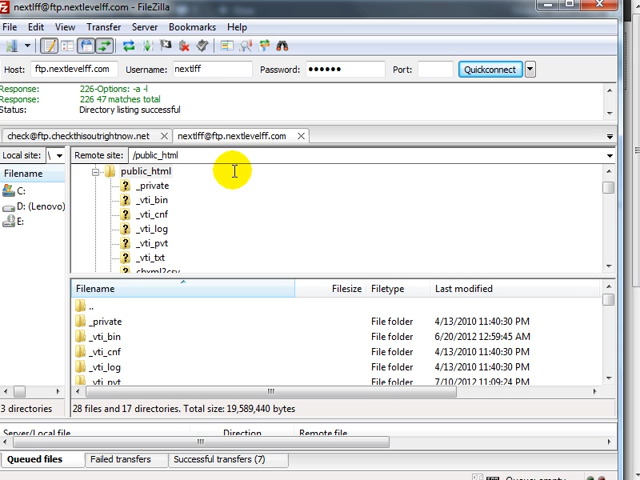 nextlff@ftp.nextlevelff.com - FileZilla
File Edit View Transfer Server Bookmarks Help
Host: ftp.nextlevelff.com Username: nextlff Password: •••••• Port: Quickconnect
Response: 226-Options: -a -l
Response: 226 47 matches total
Status: Directory listing successful
check@ftp.checkthisoutrightnow.net nextlff@ftp.nextlevelff.com
Local site: \ Remote site: /public_html
Filename
C:
D: (Lenovo)
E:
public_html
_private
_vti_bin
_vti_cnf
_vti_log
_vti_pvt
_vti_txt
cbxml2csv
Filename Filesize Filetype Last modified
..
_private File folder 4/13/2010 11:40:30 PM
_vti_bin File folder 6/20/2012 12:59:45 AM
_vti_cnf File folder 4/13/2010 11:40:30 PM
_vti_log File folder 4/13/2010 11:40:30 PM
_vti_pvt File folder 7/10/2012 11:09:24 PM
3 directories 28 files and 17 directories. Total size: 19,589,440 bytes
Server/Local file Direction Remote file
Queued files Failed transfers Successful transfers (7)
Queue: empty